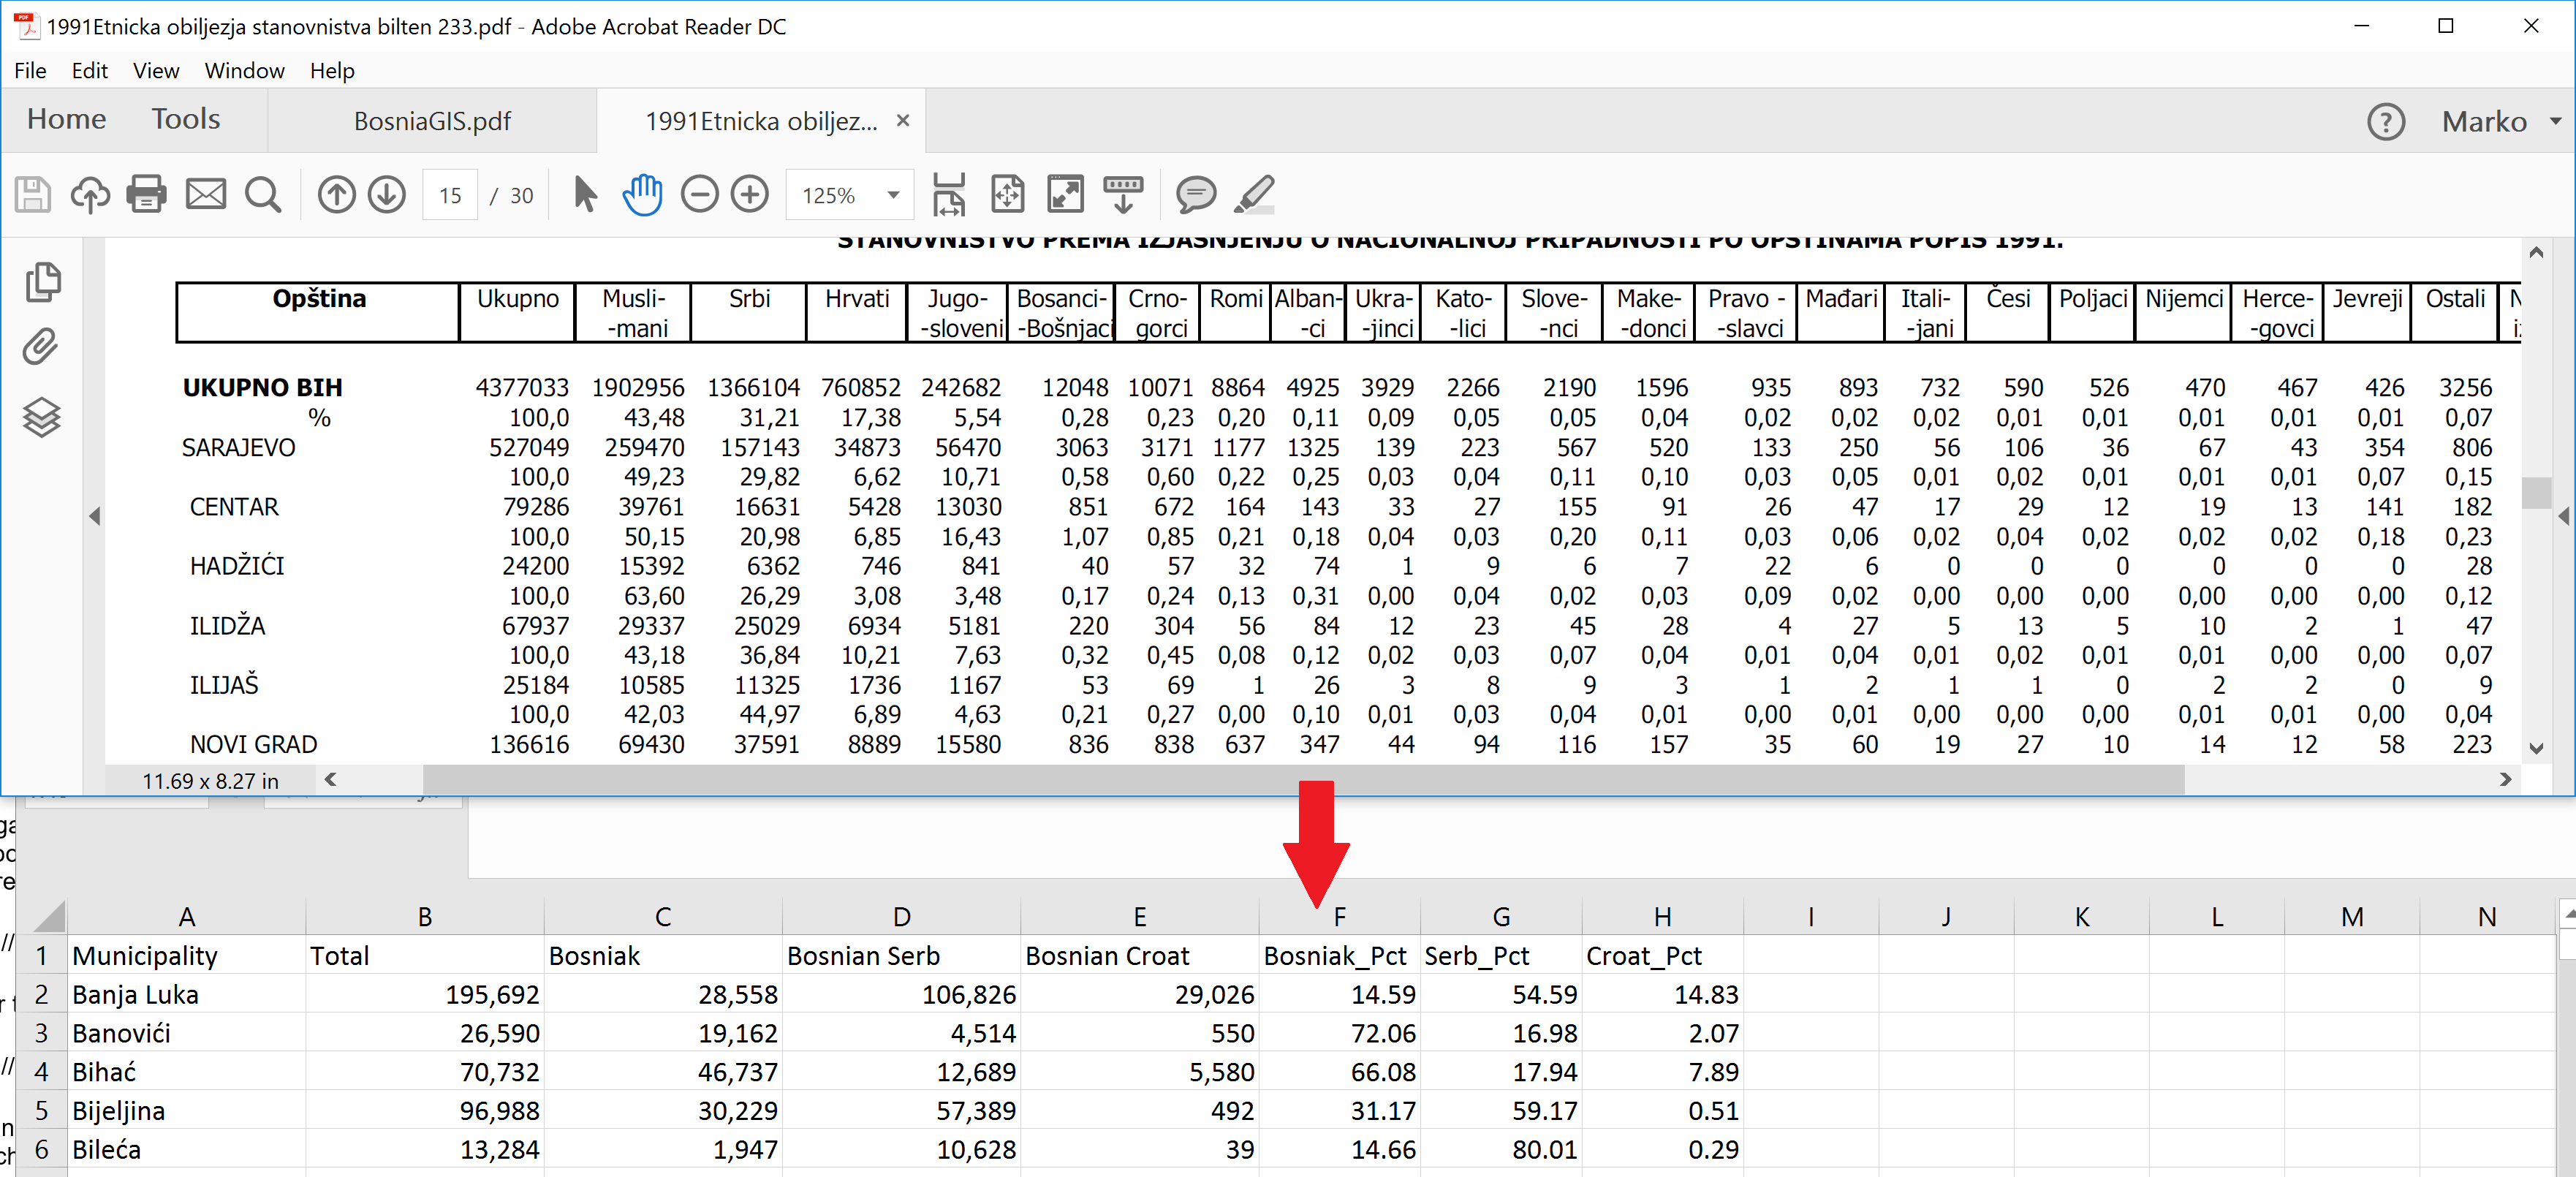 1991Etnicka obiljezja stanovnistva bilten 233.pdf - Adobe Acrobat Reader DC
File Edit View Window Help
Home Tools BosniaGIS.pdf 1991Etnicka obiljez... × ? Marko
15 / 30 125%
STANOVNISTVO PREMA IZJAŠNJENJU O NACIONALNOJ PRIPADNOSTI PO OPŠTINAMA POPIS 1991.
Opština Ukupno Musli- Srbi Hrvati Jugo- Bosanci- Crno- Romi Alban- Ukra- Kato- Slove- Make- Pravo - Mađari Itali- Česi Poljaci Nijemci Herce- Jevreji Ostali
-mani -sloveni -Bošnjaci gorci -ci -jinci -lici -nci -donci -slavci -jani -govci
UKUPNO BIH 4377033 1902956 1366104 760852 242682 12048 10071 8864 4925 3929 2266 2190 1596 935 893 732 590 526 470 467 426 3256
% 100,0 43,48 31,21 17,38 5,54 0,28 0,23 0,20 0,11 0,09 0,05 0,05 0,04 0,02 0,02 0,02 0,01 0,01 0,01 0,01 0,01 0,07
SARAJEVO 527049 259470 157143 34873 56470 3063 3171 1177 1325 139 223 567 520 133 250 56 106 36 67 43 354 806
100,0 49,23 29,82 6,62 10,71 0,58 0,60 0,22 0,25 0,03 0,04 0,11 0,10 0,03 0,05 0,01 0,02 0,01 0,01 0,01 0,07 0,15
CENTAR 79286 39761 16631 5428 13030 851 672 164 143 33 27 155 91 26 47 17 29 12 19 13 141 182
100,0 50,15 20,98 6,85 16,43 1,07 0,85 0,21 0,18 0,04 0,03 0,20 0,11 0,03 0,06 0,02 0,04 0,02 0,02 0,02 0,18 0,23
HADŽIĆI 24200 15392 6362 746 841 40 57 32 74 1 9 6 7 22 6 0 0 0 0 0 0 28
100,0 63,60 26,29 3,08 3,48 0,17 0,24 0,13 0,31 0,00 0,04 0,02 0,03 0,09 0,02 0,00 0,00 0,00 0,00 0,00 0,00 0,12
ILIDŽA 67937 29337 25029 6934 5181 220 304 56 84 12 23 45 28 4 27 5 13 5 10 2 1 47
100,0 43,18 36,84 10,21 7,63 0,32 0,45 0,08 0,12 0,02 0,03 0,07 0,04 0,01 0,04 0,01 0,02 0,01 0,01 0,00 0,00 0,07
ILIJAŠ 25184 10585 11325 1736 1167 53 69 1 26 3 8 9 3 1 2 1 1 0 2 2 0 9
100,0 42,03 44,97 6,89 4,63 0,21 0,27 0,00 0,10 0,01 0,03 0,04 0,01 0,00 0,01 0,00 0,00 0,00 0,01 0,01 0,00 0,04
NOVI GRAD 136616 69430 37591 8889 15580 836 838 637 347 44 94 116 157 35 60 19 27 10 14 12 58 223
11.69 x 8.27 in
A B C D E F G H I J K L M N
1 Municipality Total Bosniak Bosnian Serb Bosnian Croat Bosniak_Pct Serb_Pct Croat_Pct
2 Banja Luka 195,692 28,558 106,826 29,026 14.59 54.59 14.83
3 Banovići 26,590 19,162 4,514 550 72.06 16.98 2.07
4 Bihać 70,732 46,737 12,689 5,580 66.08 17.94 7.89
5 Bijeljina 96,988 30,229 57,389 492 31.17 59.17 0.51
6 Bileća 13,284 1,947 10,628 39 14.66 80.01 0.29